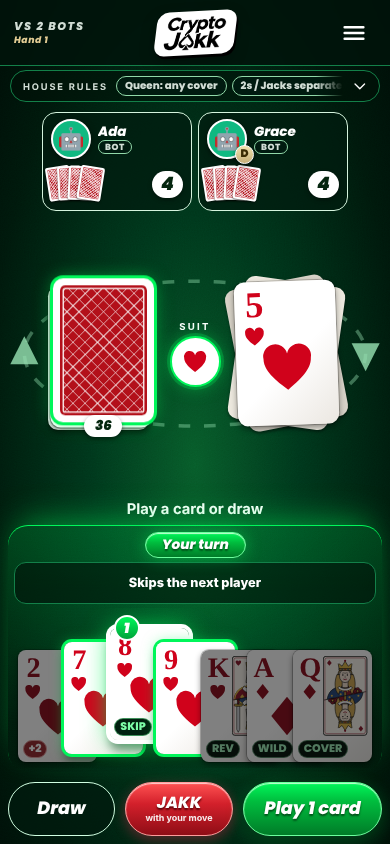 VS 2 BOTS
Hand 1
Crypto
JAKK
HOUSE RULES
Queen: any cover
2s / Jacks separate
Ada
BOT
4
Grace
BOT
D
4
36
SUIT
5
Play a card or draw
Your turn
Skips the next player
1
2
+2
7
8
SKIP
9
K
REV
A
WILD
Q
COVER
Draw
JAKK
with your move
Play 1 card